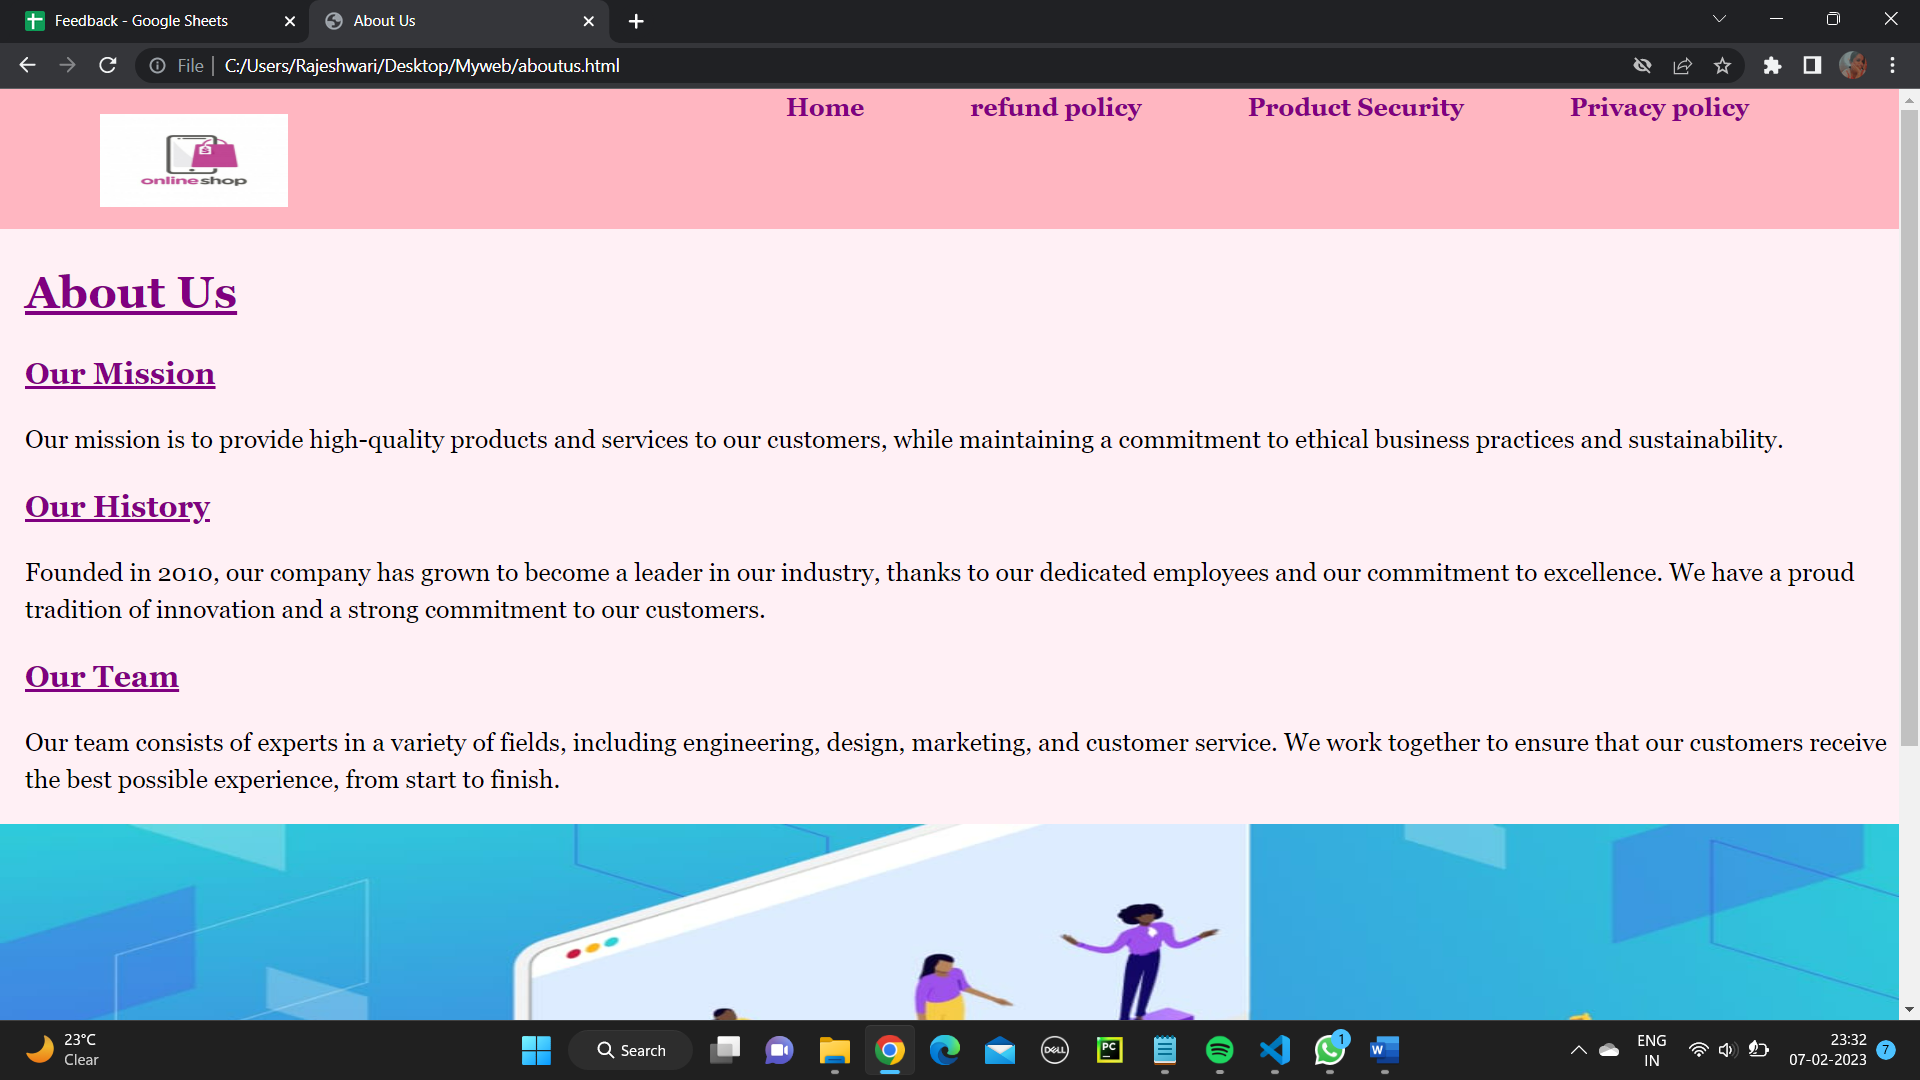 Feedback - Google Sheets
About Us
File
C:/Users/Rajeshwari/Desktop/Myweb/aboutus.html
Home
refund policy
Product Security
Privacy policy
onlineshop
About Us
Our Mission
Our mission is to provide high-quality products and services to our customers, while maintaining a commitment to ethical business practices and sustainability.
Our History
Founded in 2010, our company has grown to become a leader in our industry, thanks to our dedicated employees and our commitment to excellence. We have a proud
tradition of innovation and a strong commitment to our customers.
Our Team
Our team consists of experts in a variety of fields, including engineering, design, marketing, and customer service. We work together to ensure that our customers receive
the best possible experience, from start to finish.
23°C
Clear
Search
DELL
PC
1
W
ENG
IN
23:32
07-02-2023
7